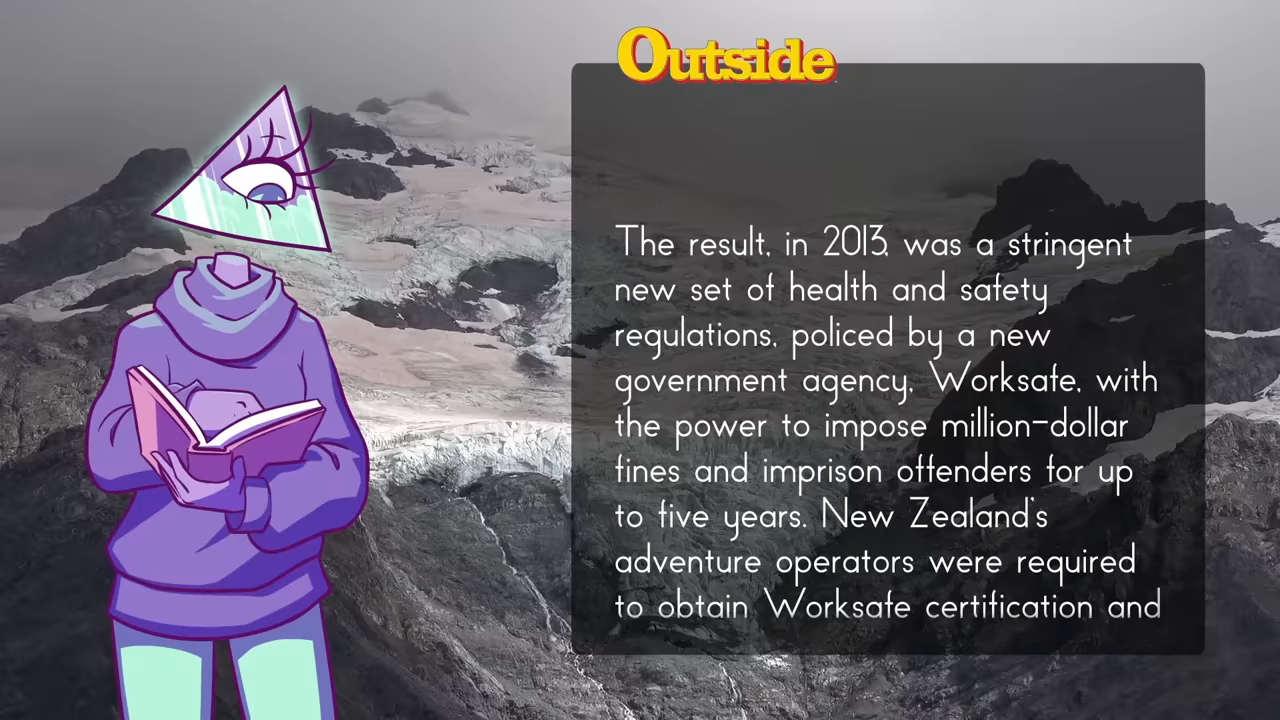 Outside
The result, in 2013, was a stringent
new set of health and safety
regulations, policed by a new
government agency, Worksafe, with
the power to impose million-dollar
fines and imprison offenders for up
to five years. New Zealand's
adventure operators were required
to obtain Worksafe certification and